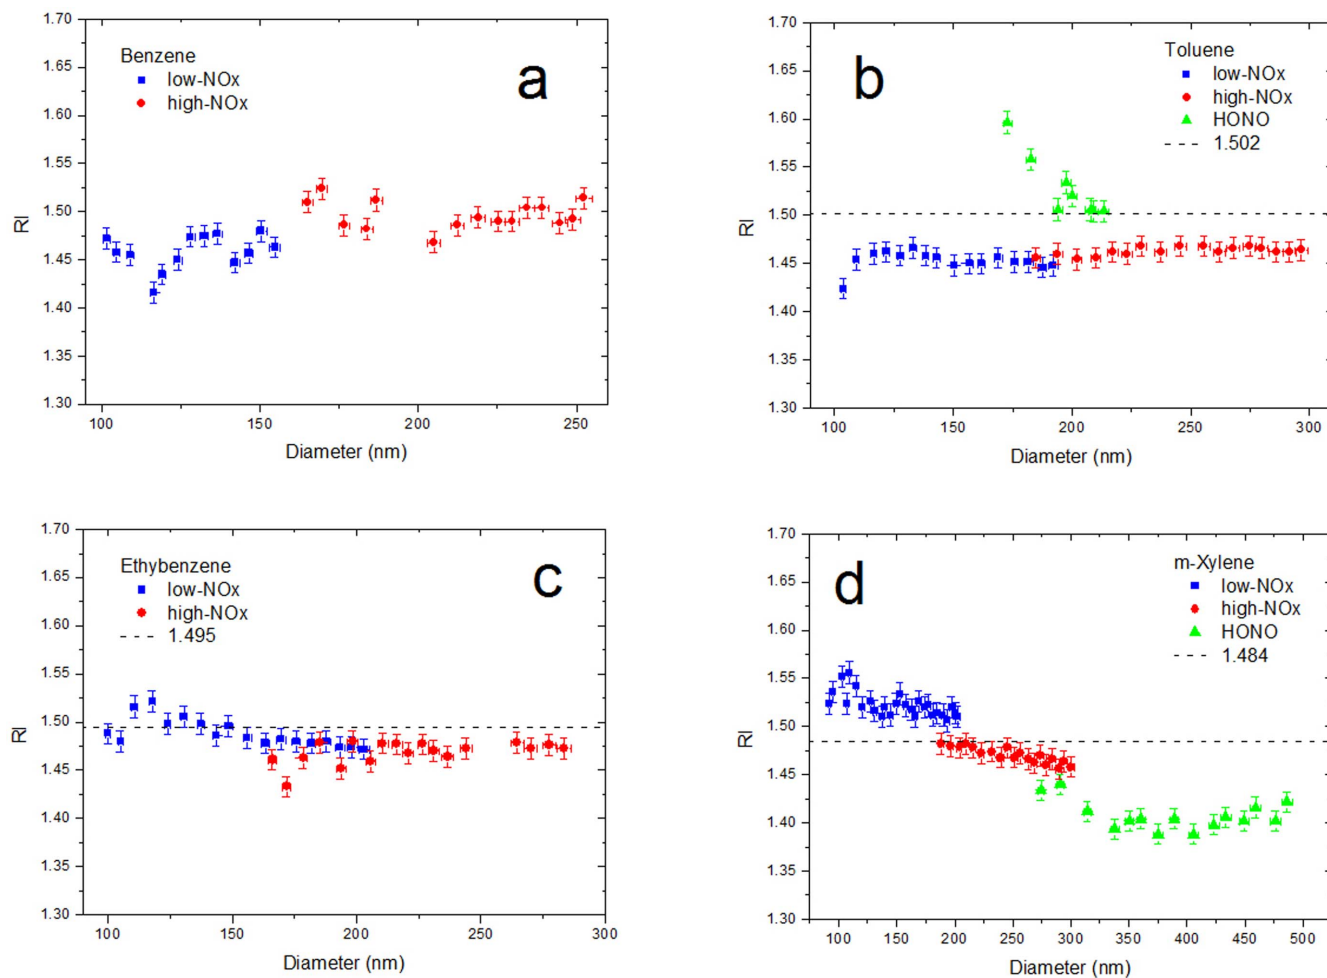 Benzene
low-NOx
high-NOx
a
1.70
1.65
1.60
1.55
1.50
1.45
1.40
1.35
1.30
RI
100
150
200
250
Diameter (nm)
b
Toluene
low-NOx
high-NOx
HONO
1.502
1.70
1.65
1.60
1.55
1.50
1.45
1.40
1.35
1.30
RI
100
150
200
250
300
Diameter (nm)
Ethybenzene
low-NOx
high-NOx
1.495
c
1.70
1.65
1.60
1.55
1.50
1.45
1.40
1.35
1.30
RI
100
150
200
250
300
Diameter (nm)
d
m-Xylene
low-NOx
high-NOx
HONO
1.484
1.70
1.65
1.60
1.55
1.50
1.45
1.40
1.35
1.30
RI
100
150
200
250
300
350
400
450
500
Diameter (nm)